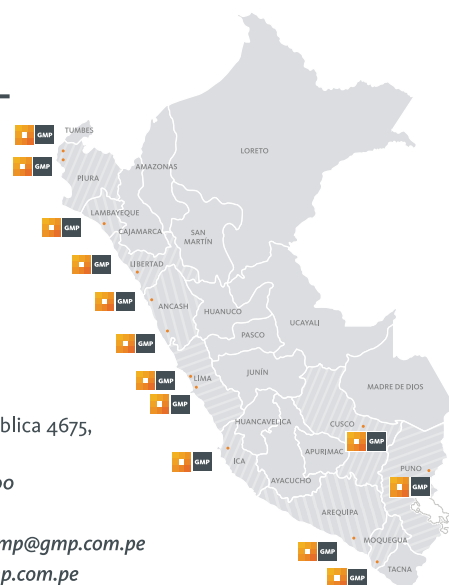 GMP
TUMBES
GMP
PIURA
LORETO
AMAZONAS
GMP
LAMBAYEQUE
CAJAMARCA
SAN
MARTÍN
GMP
LIBERTAD
GMP
ANCASH
HUANUCO
UCAYALI
GMP
PASCO
JUNÍN
GMP
LIMA
MADRE DE DIOS
GMP
blica 4675,
HUANCAVELICA
CUSCO
GMP
GMP
ICA
APURIMAC
PUNO
AYACUCHO
GMP
AREQUIPA
mp@gmp.com.pe
GMP
MOQUEGUA
p.com.pe
GMP
TACNA